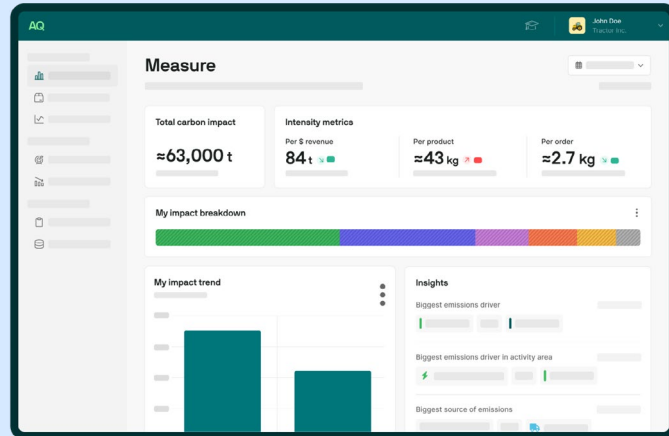 AQ
John Doe
Tractor Inc.
Measure
Total carbon impact
≈63,000 t
Intensity metrics
Per $ revenue
84 t
Per product
≈43 kg
Per order
≈2.7 kg
My impact breakdown
My impact trend
Insights
Biggest emissions driver
Biggest emissions driver in activity area
Biggest source of emissions